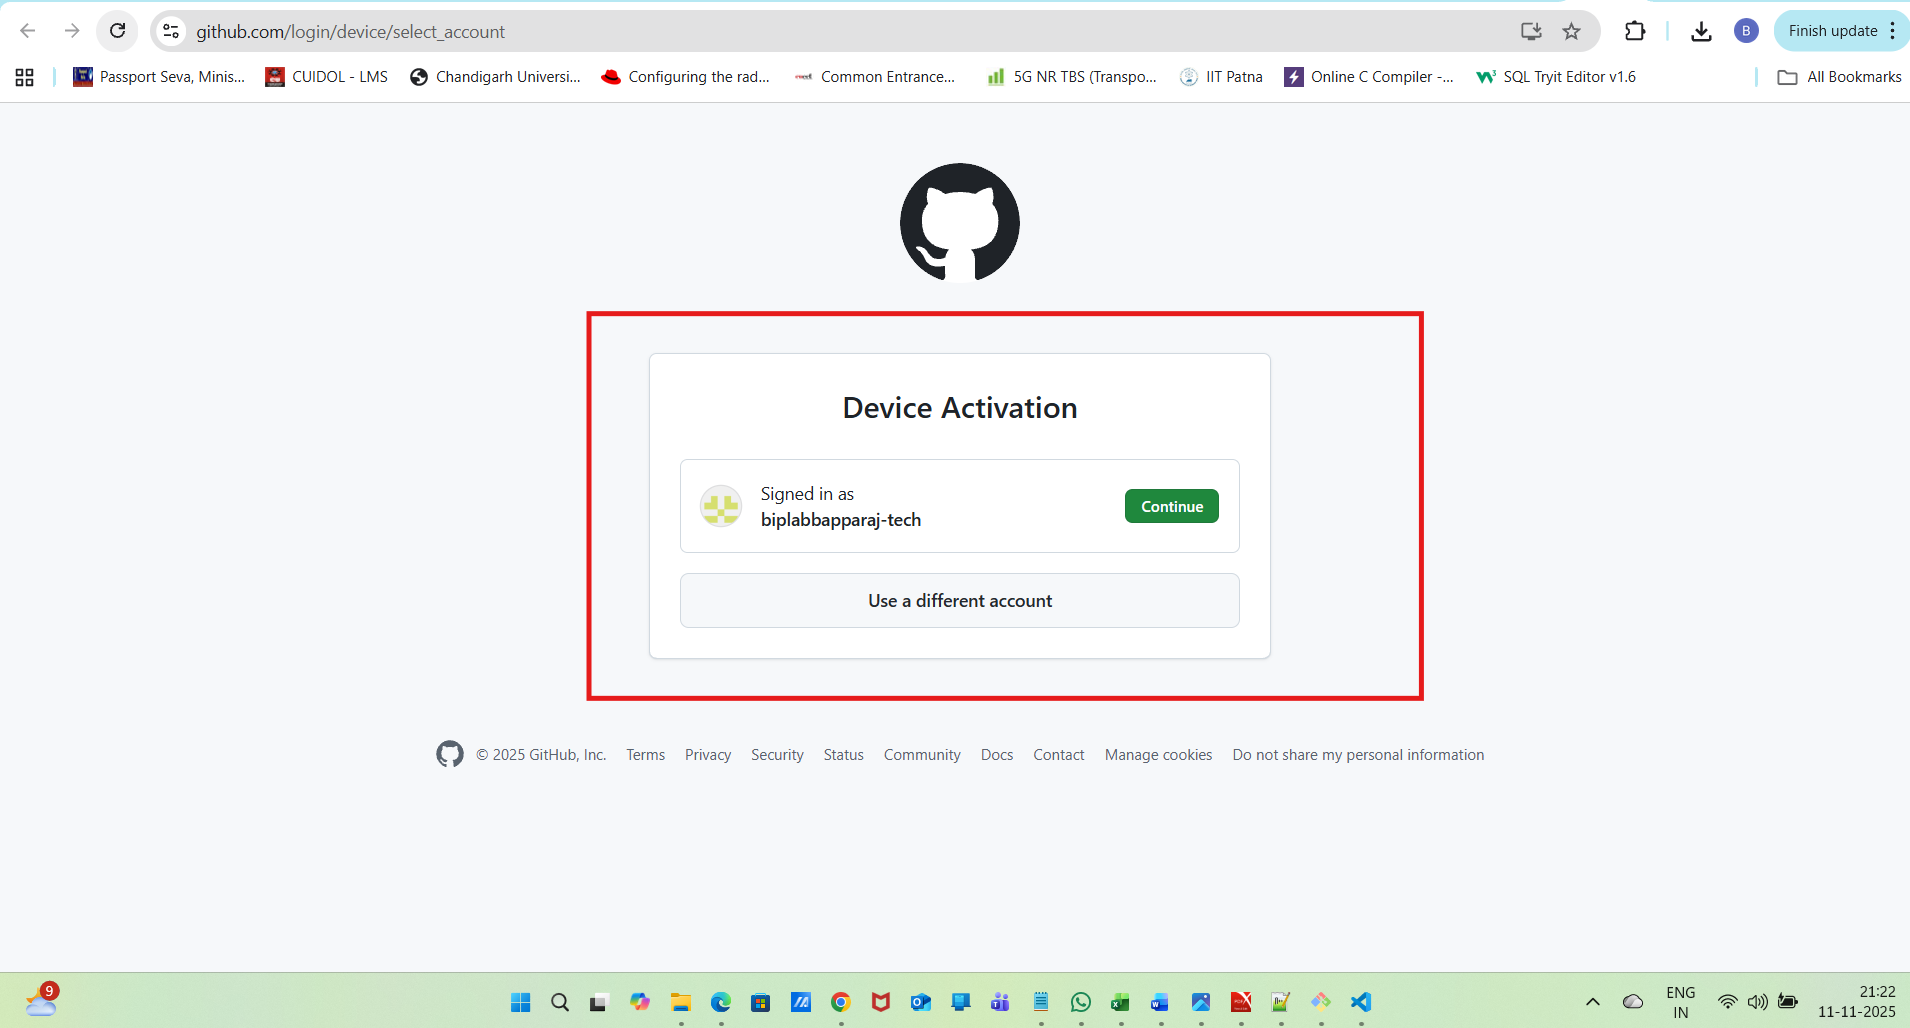 github.com/login/device/select_account
B
Finish update
Passport Seva, Minis...
CUIDOL - LMS
Chandigarh Universi...
Configuring the rad...
Common Entrance...
5G NR TBS (Transpo...
IIT Patna
Online C Compiler -...
SQL Tryit Editor v1.6
All Bookmarks
Device Activation
Signed in as
biplabbapparaj-tech
Continue
Use a different account
© 2025 GitHub, Inc.
Terms
Privacy
Security
Status
Community
Docs
Contact
Manage cookies
Do not share my personal information
9
ENG
IN
21:22
11-11-2025